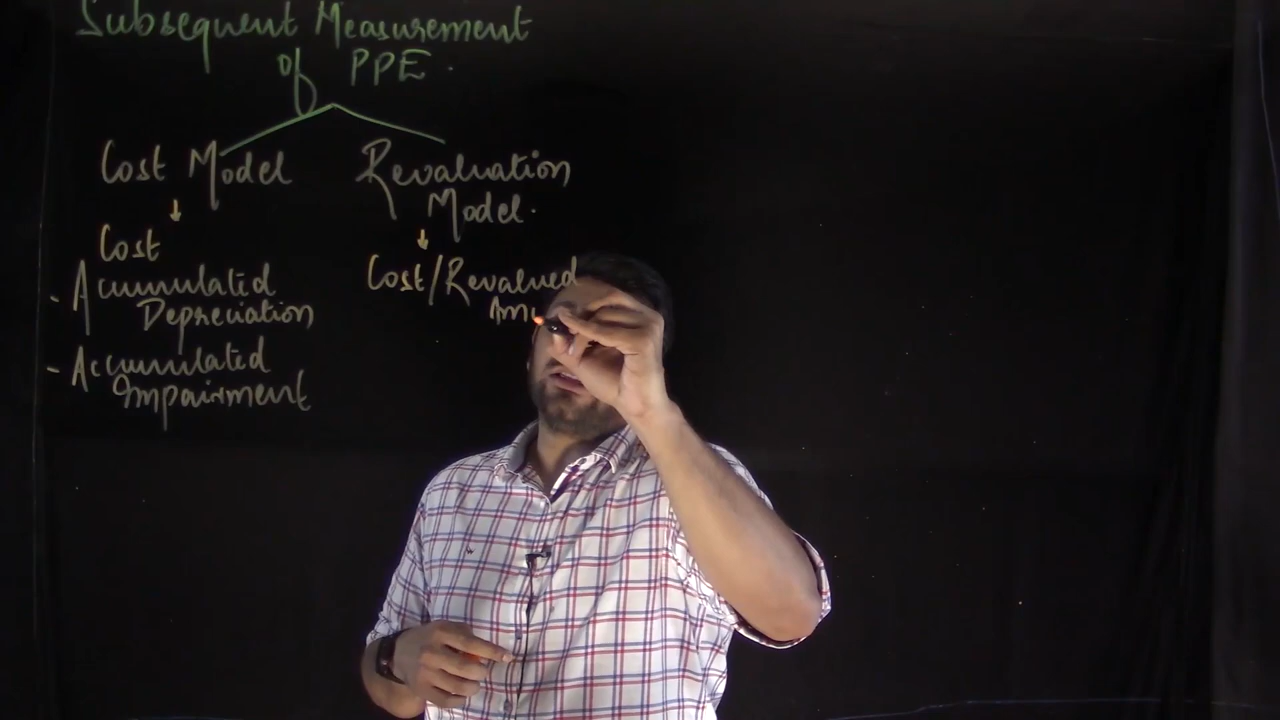 Subsequent Measurement
of PPE.
Cost Model
Revaluation
Model.
Cost
- Accumulated
Depreciation
- Accumulated
Impairment
Cost/Revalued